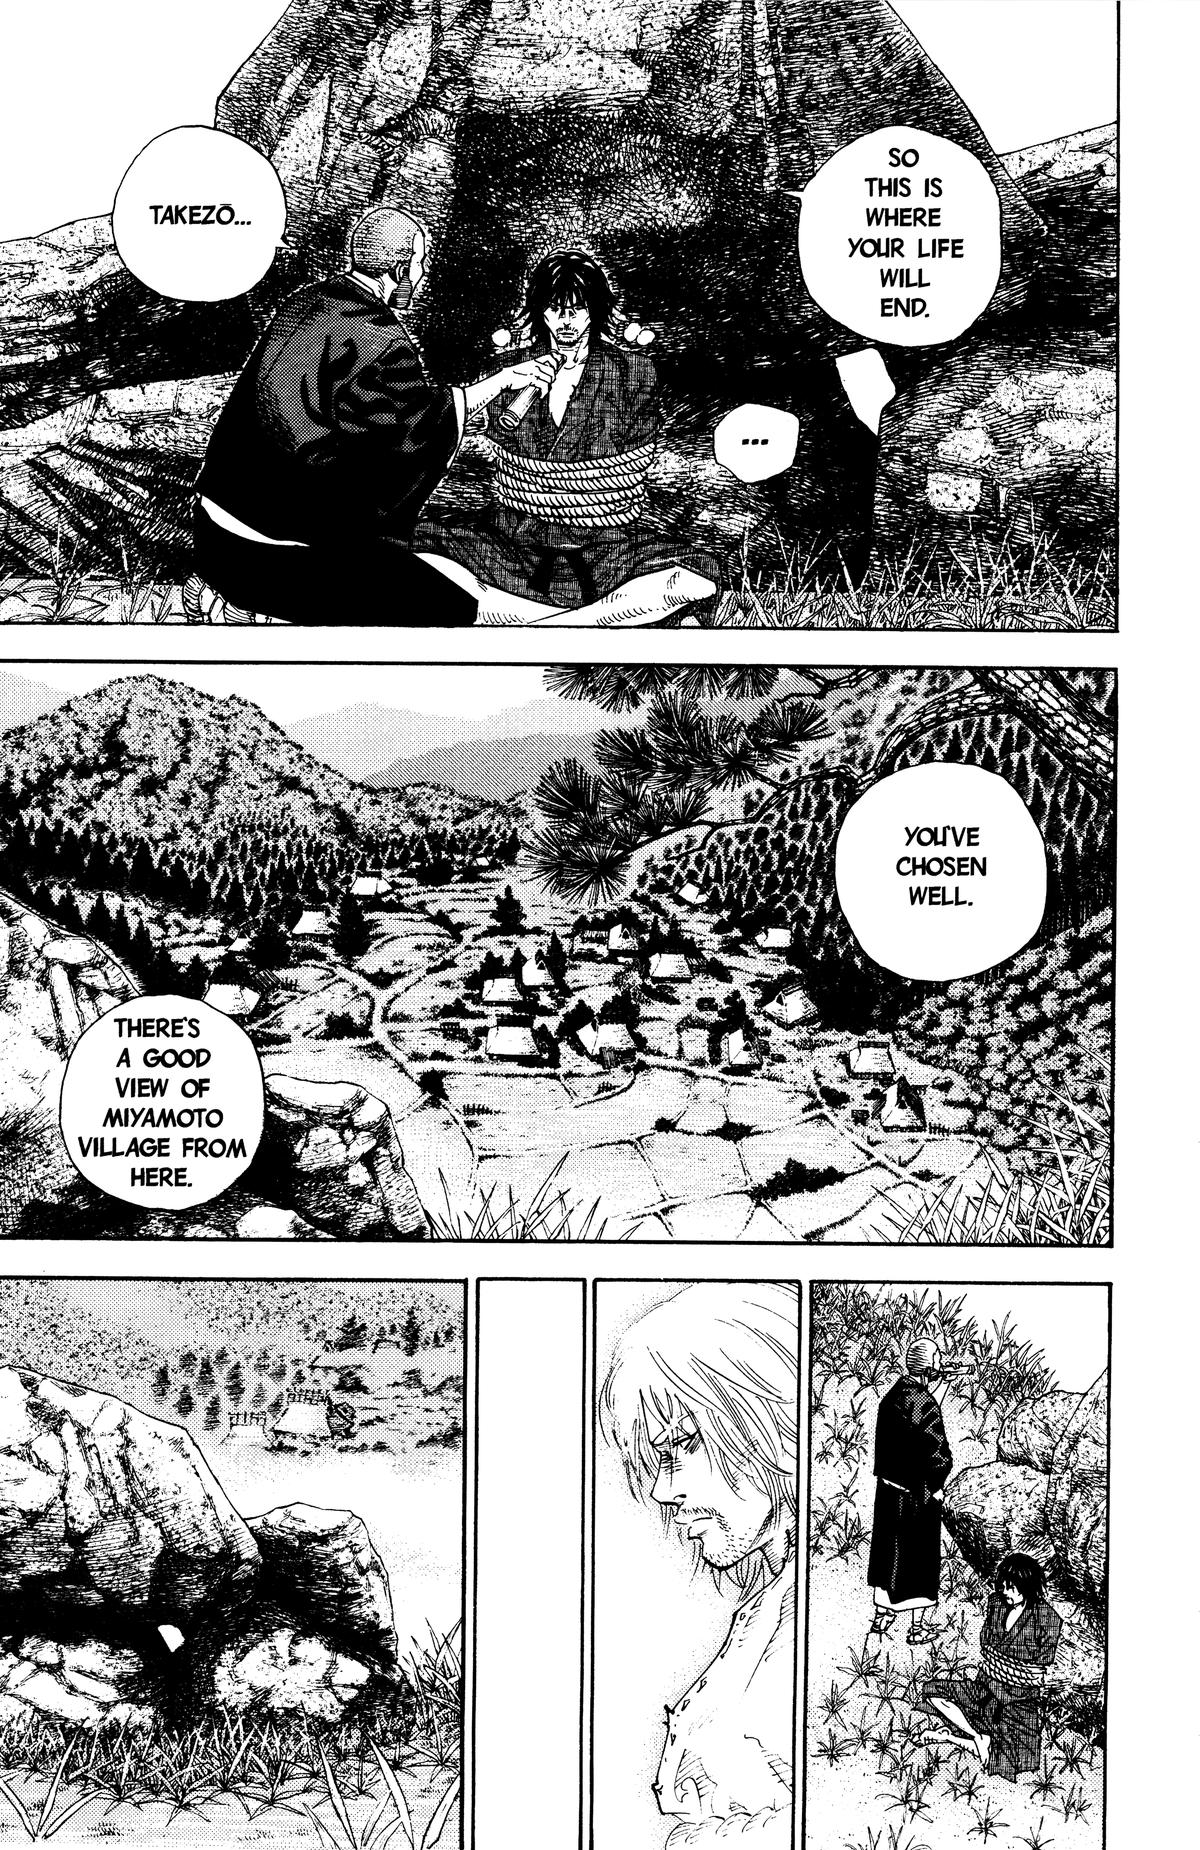 SO
THIS IS
WHERE
YOUR LIFE
WILL
END.
TAKEZŌ...
...
YOU'VE
CHOSEN
WELL.
THERE'S
A GOOD
VIEW OF
MIYAMOTO
VILLAGE FROM
HERE.